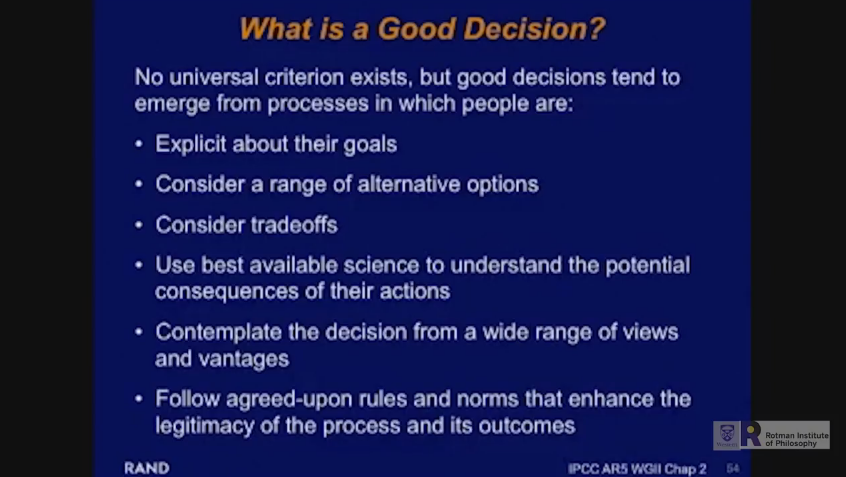 What is a Good Decision?
No universal criterion exists, but good decisions tend to
emerge from processes in which people are:
• Explicit about their goals
• Consider a range of alternative options
• Consider tradeoffs
• Use best available science to understand the potential
consequences of their actions
• Contemplate the decision from a wide range of views
and vantages
• Follow agreed-upon rules and norms that enhance the
legitimacy of the process and its outcomes
RAND
IPCC AR5 WGII Chap 2
54
Rotman Institute
of Philosophy